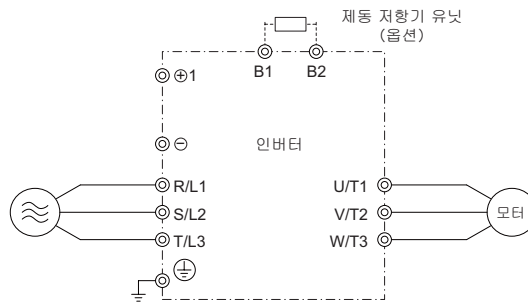 제동 저항기 유닛
(옵션)
B1 B2
⊕1
⊖
인버터
R/L1 U/T1
S/L2 V/T2 모터
T/L3 W/T3